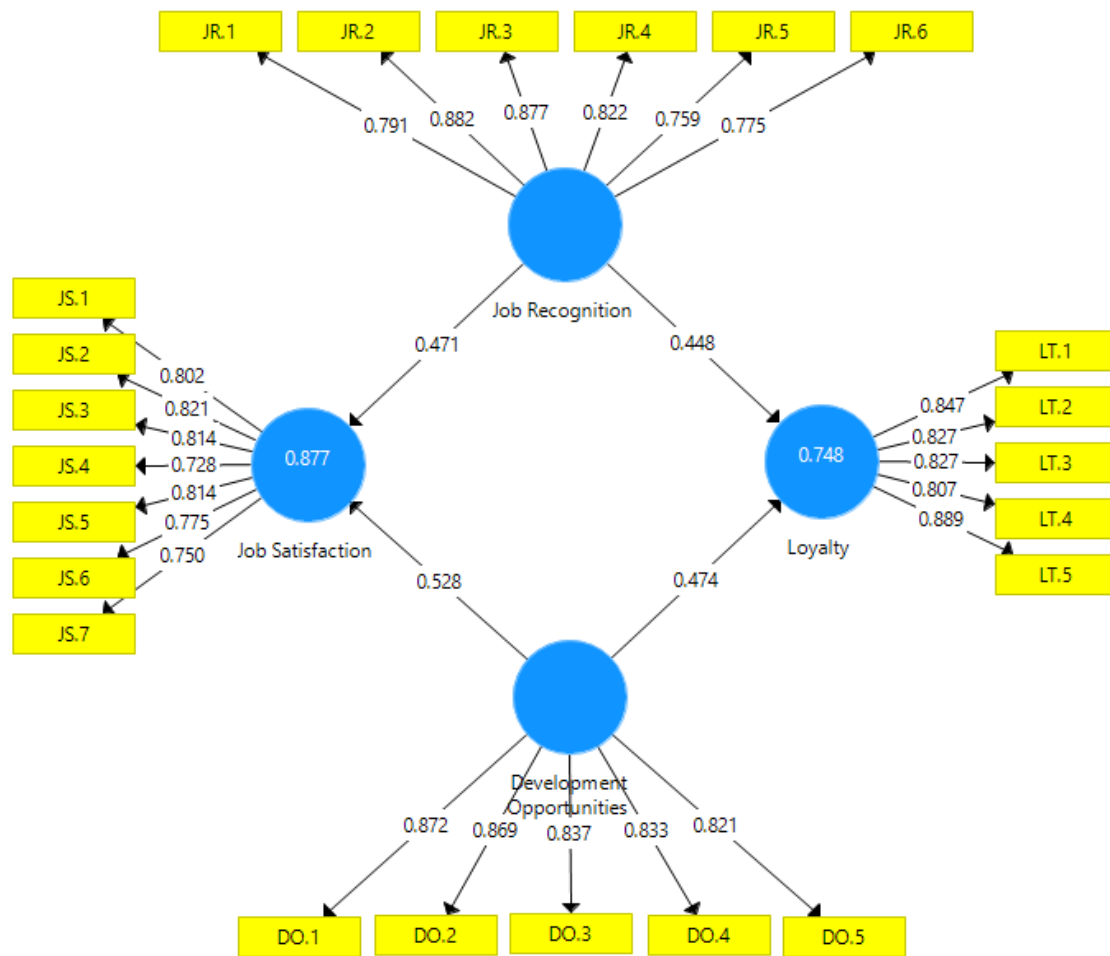 JR.1 JR.2 JR.3 JR.4 JR.5 JR.6
0.791 0.882 0.877 0.822 0.759 0.775
Job Recognition
JS.1
JS.2
JS.3
JS.4
JS.5
JS.6
JS.7
0.802
0.821
0.814
0.728
0.814
0.775
0.750
0.877
Job Satisfaction
0.471
0.448
0.528
0.474
0.748
Loyalty
0.847
0.827
0.827
0.807
0.889
LT.1
LT.2
LT.3
LT.4
LT.5
Development
Opportunities
0.872 0.869 0.837 0.833 0.821
DO.1 DO.2 DO.3 DO.4 DO.5